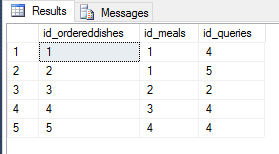 Results Messages
id_ordereddishes id_meals id_queries
1 1 1 4
2 2 1 5
3 3 2 2
4 4 3 4
5 5 4 4